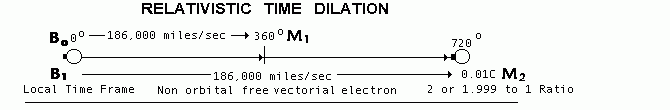 RELATIVISTIC TIME DILATION
B₀ 0° 186,000 miles/sec 360° M₁
720°
B₁ 186,000 miles/sec 0.01C M₂
Local Time Frame Non orbital free vectorial electron 2 or 1.999 to 1 Ratio